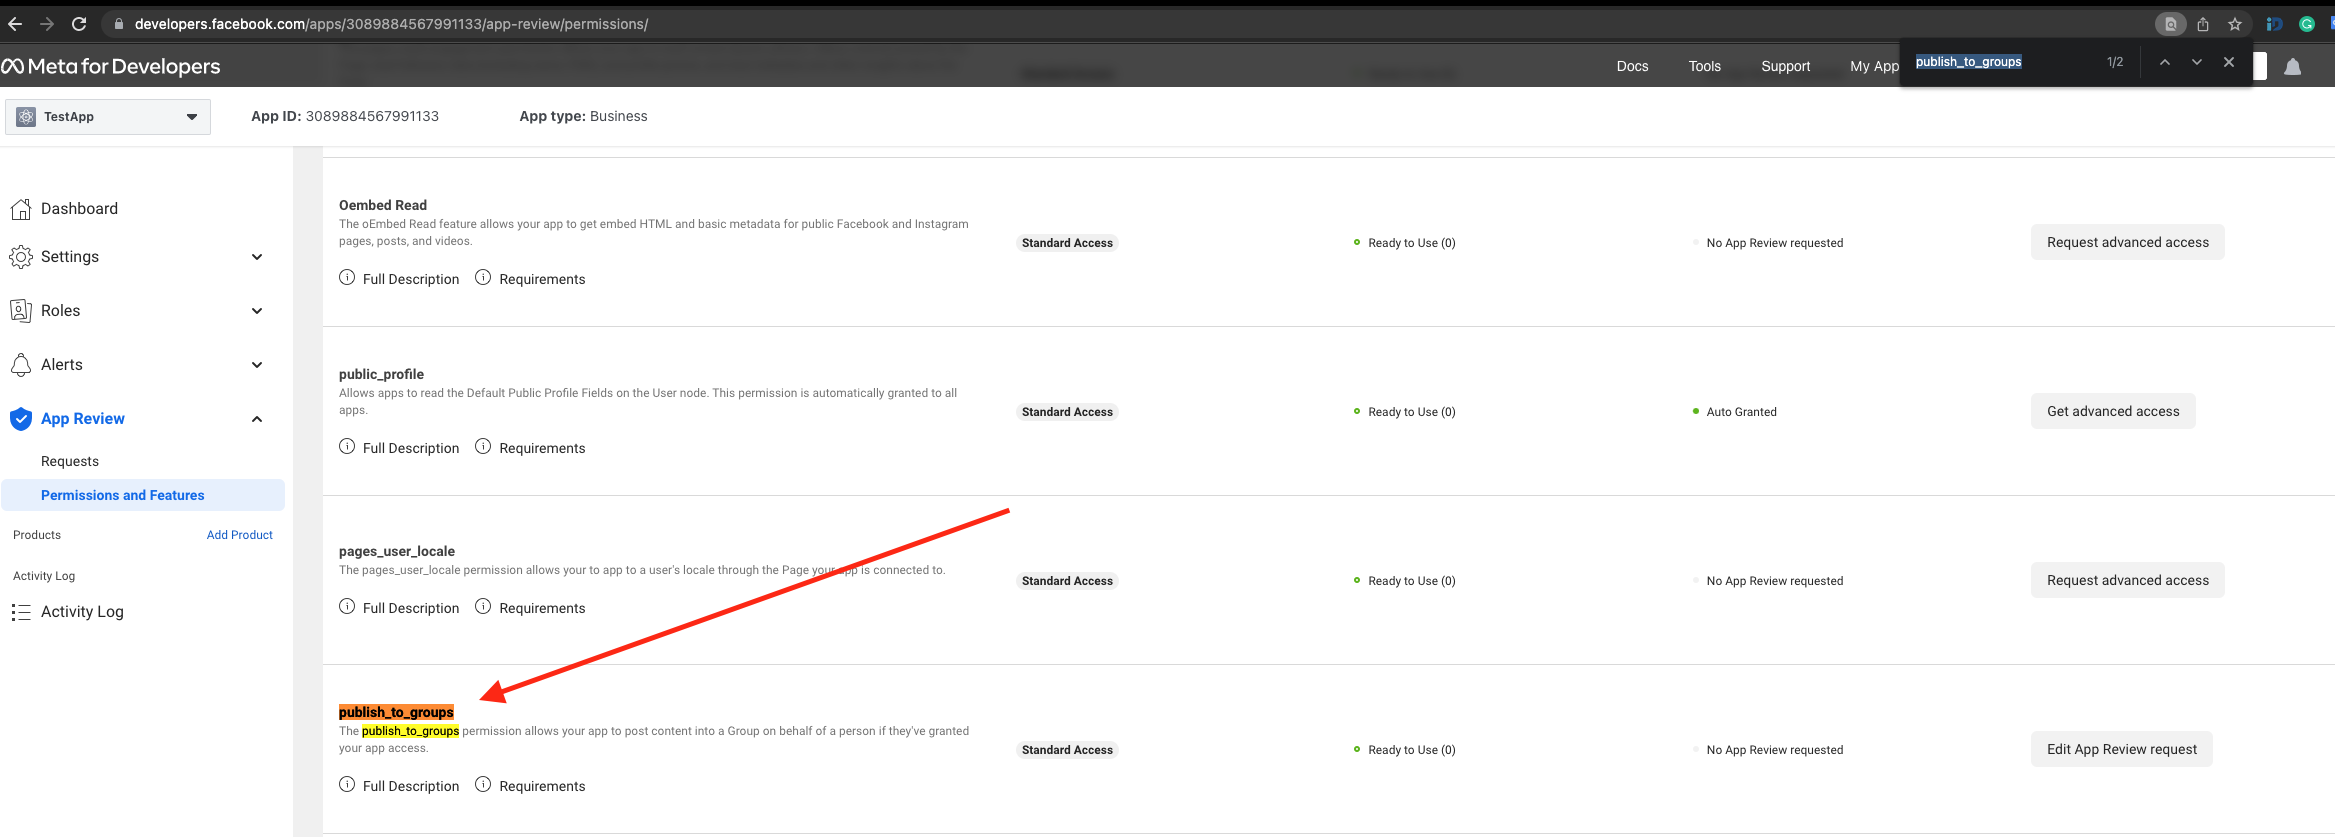 developers.facebook.com/apps/3089884567991133/app-review/permissions/
Meta for Developers
Docs
Tools
Support
My App
publish_to_groups
1/2
TestApp
App ID: 3089884567991133
App type: Business
Dashboard
Settings
Roles
Alerts
App Review
Requests
Permissions and Features
Products
Add Product
Activity Log
Activity Log
Oembed Read
The oEmbed Read feature allows your app to get embed HTML and basic metadata for public Facebook and Instagram
pages, posts, and videos.
Full Description
Requirements
Standard Access
Ready to Use (0)
No App Review requested
Request advanced access
public_profile
Allows apps to read the Default Public Profile Fields on the User node. This permission is automatically granted to all
apps.
Full Description
Requirements
Standard Access
Ready to Use (0)
Auto Granted
Get advanced access
pages_user_locale
The pages_user_locale permission allows your to app to a user's locale through the Page your app is connected to.
Full Description
Requirements
Standard Access
Ready to Use (0)
No App Review requested
Request advanced access
publish_to_groups
The publish_to_groups permission allows your app to post content into a Group on behalf of a person if they've granted
your app access.
Full Description
Requirements
Standard Access
Ready to Use (0)
No App Review requested
Edit App Review request